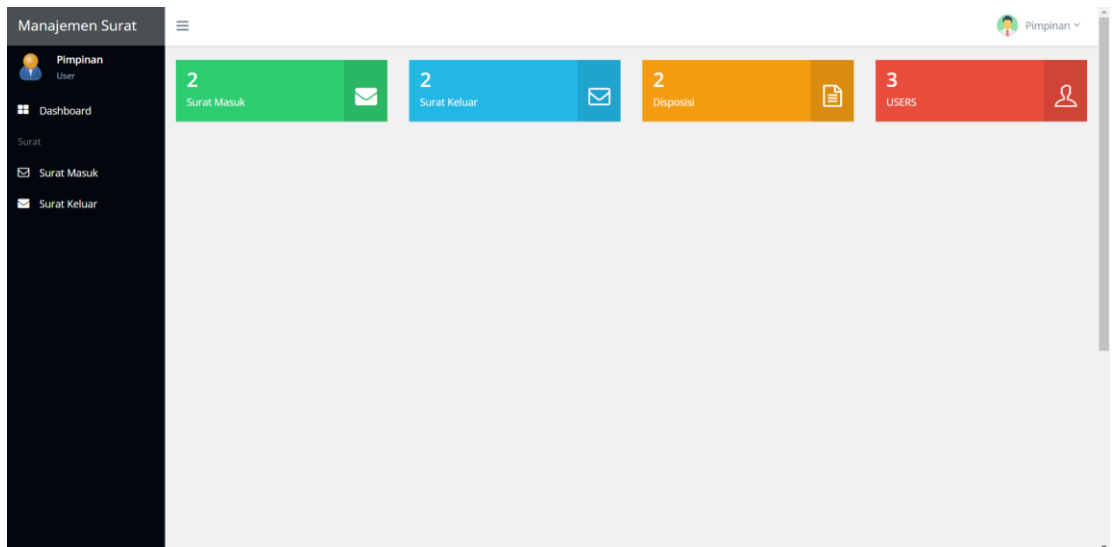 Manajemen Surat
Pimpinan
Pimpinan
User
Dashboard
Surat
Surat Masuk
Surat Keluar
2
Surat Masuk
2
Surat Keluar
2
Disposisi
3
USERS